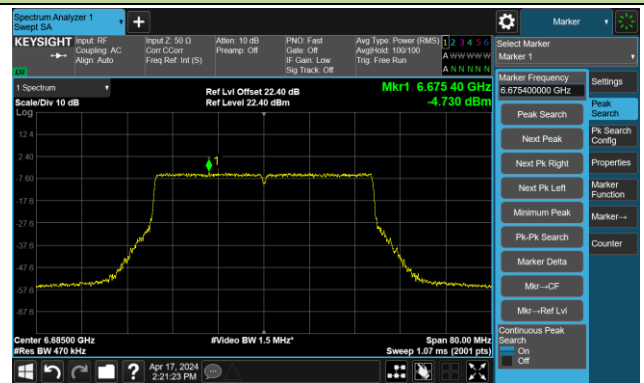 Spectrum Analyzer 1
Swept SA
Marker
KEYSIGHT
Input: RF
Coupling: AC
Align: Auto
Input Z: 50 Ω
Corr CCorr
Freq Ref: Int (S)
Atten: 10 dB
Preamp: Off
PNO: Fast
Gate: Off
IF Gain: Low
Sig Track: Off
Avg Type: Power (RMS)
Avg|Hold: 100/100
Trig: Free Run
1 2 3 4 5 6
A W W W W W
A N N N N N
Select Marker
Marker 1
1 Spectrum
Scale/Div 10 dB
Log
Ref Lvl Offset 22.40 dB
Ref Level 22.40 dBm
Mkr1 6.675 40 GHz
-4.730 dBm
12.4
2.40
-7.60
-17.6
-27.6
-37.6
-47.6
-57.6
-67.6
1
Center 6.68500 GHz
#Res BW 470 kHz
#Video BW 1.5 MHz*
Span 80.00 MHz
Sweep 1.07 ms (2001 pts)
Marker Frequency
6.675400000 GHz
Peak Search
Next Peak
Next Pk Right
Next Pk Left
Minimum Peak
Pk-Pk Search
Marker Delta
Mkr→CF
Mkr→Ref Lvl
Continuous Peak
Search
On
Off
Settings
Peak
Search
Pk Search
Config
Properties
Marker
Function
Marker→
Counter
Apr 17, 2024
2:21:23 PM